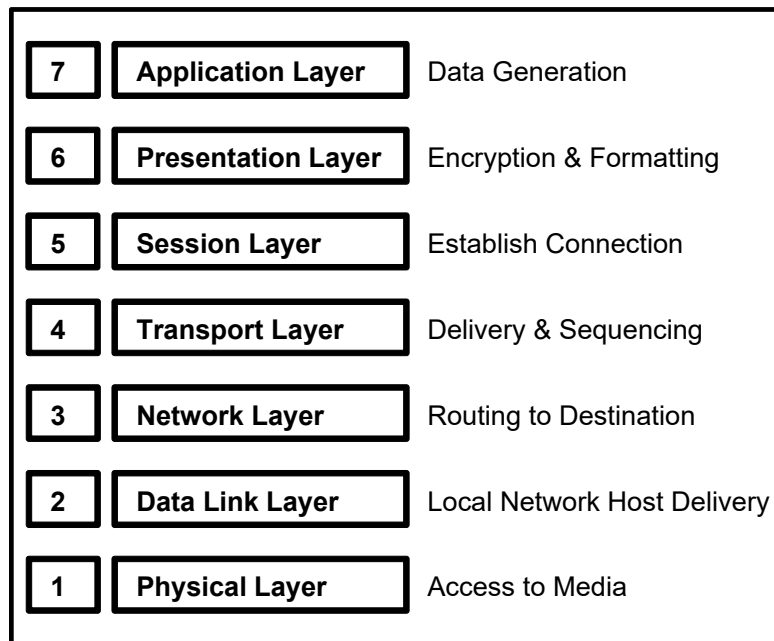 7 Application Layer Data Generation
6 Presentation Layer Encryption & Formatting
5 Session Layer Establish Connection
4 Transport Layer Delivery & Sequencing
3 Network Layer Routing to Destination
2 Data Link Layer Local Network Host Delivery
1 Physical Layer Access to Media